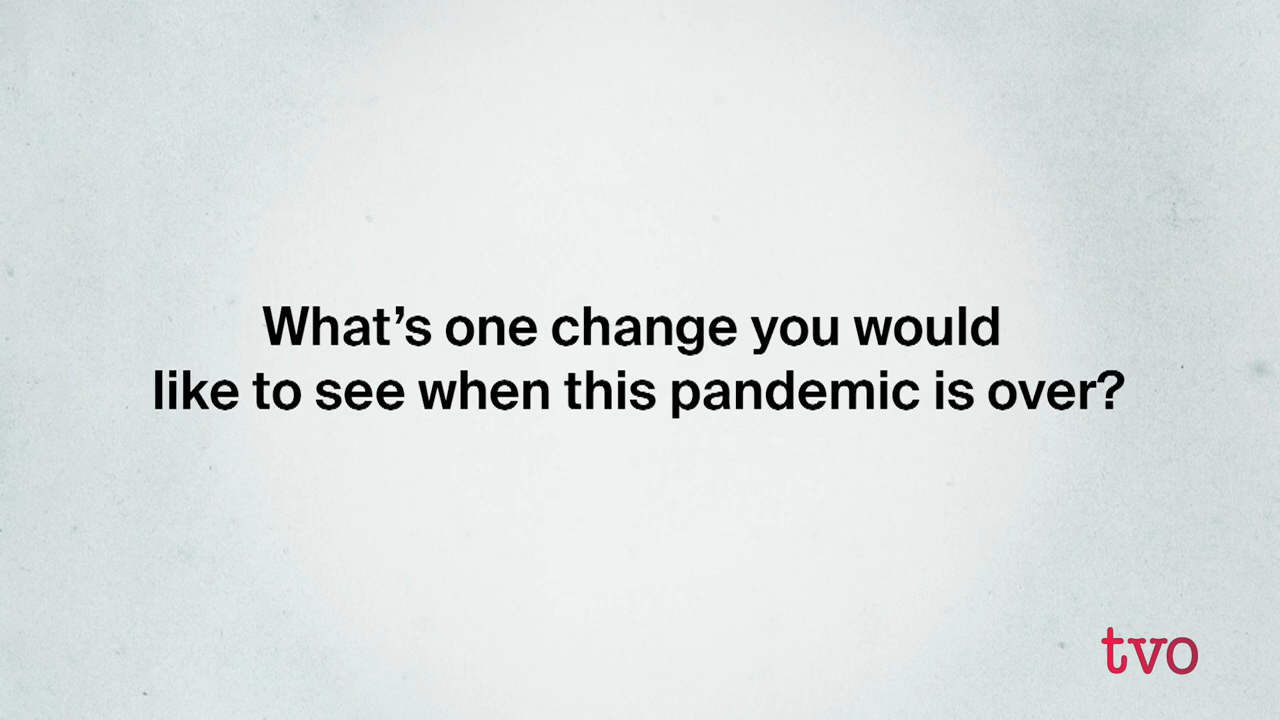 What’s one change you would
like to see when this pandemic is over?
tvo